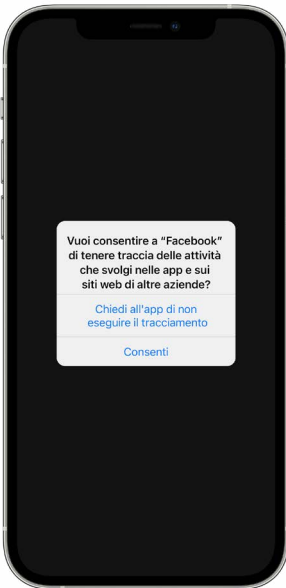 Vuoi consentire a “Facebook”
di tenere traccia delle attività
che svolgi nelle app e sui
siti web di altre aziende?
Chiedi all'app di non
eseguire il tracciamento
Consenti